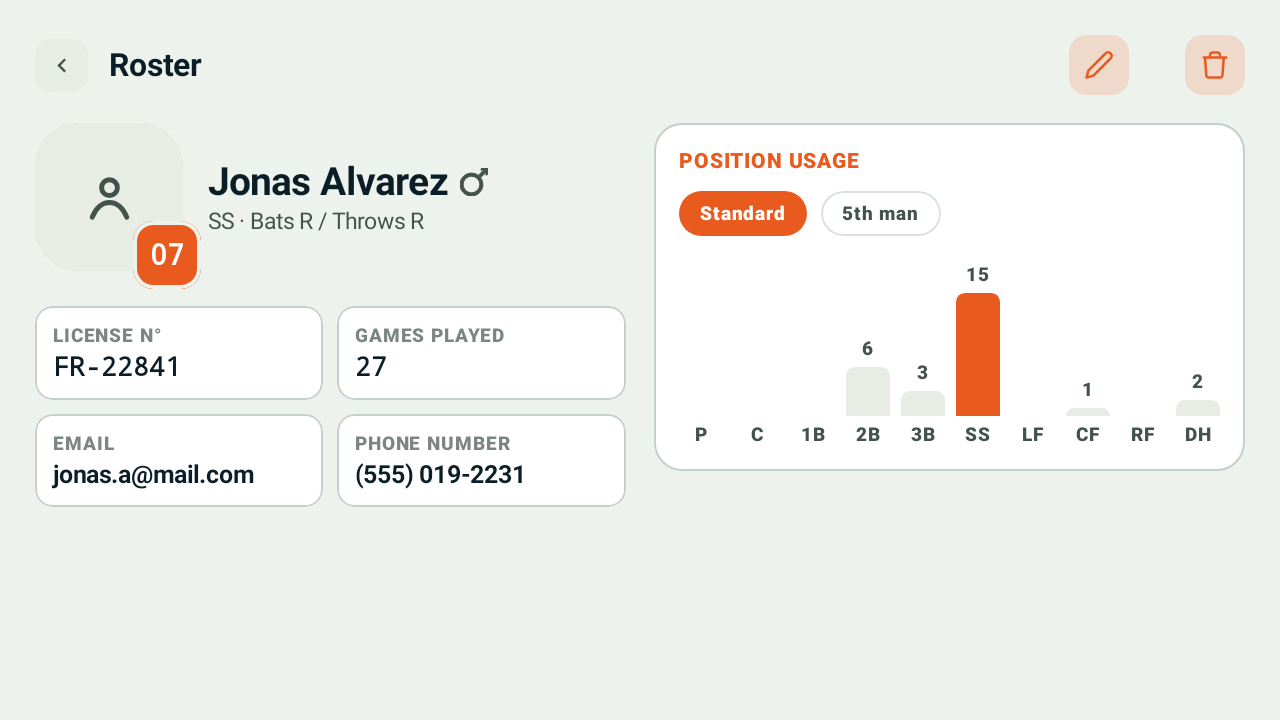 Roster
Jonas Alvarez
SS · Bats R / Throws R
07
LICENSE N°
FR-22841
GAMES PLAYED
27
EMAIL
jonas.a@mail.com
PHONE NUMBER
(555) 019-2231
POSITION USAGE
Standard
5th man
15
6
3
1
2
P C 1B 2B 3B SS LF CF RF DH